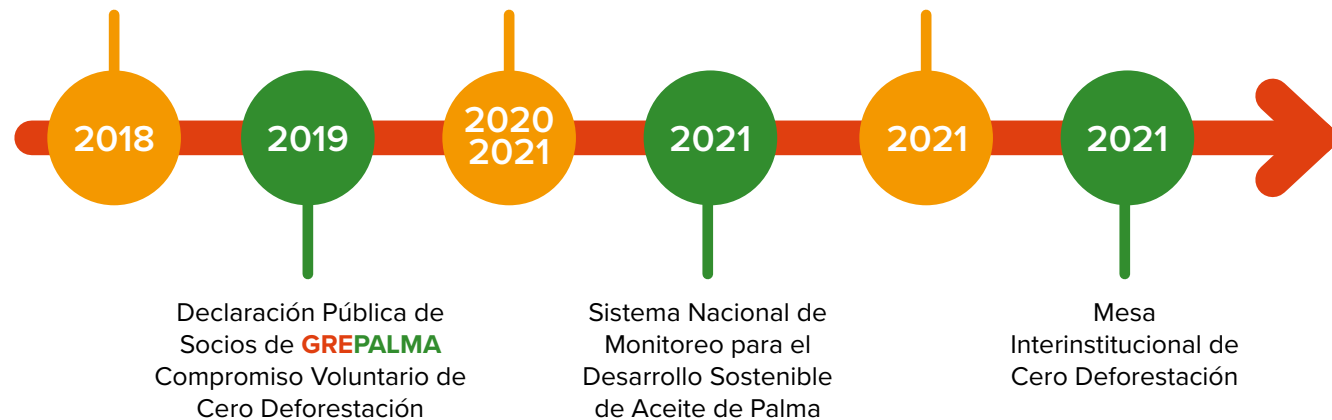 2018
2019
2020
2021
2021
2021
2021
Declaración Pública de
Socios de GREPALMA
Compromiso Voluntario de
Cero Deforestación
Sistema Nacional de
Monitoreo para el
Desarrollo Sostenible
de Aceite de Palma
Mesa
Interinstitucional de
Cero Deforestación